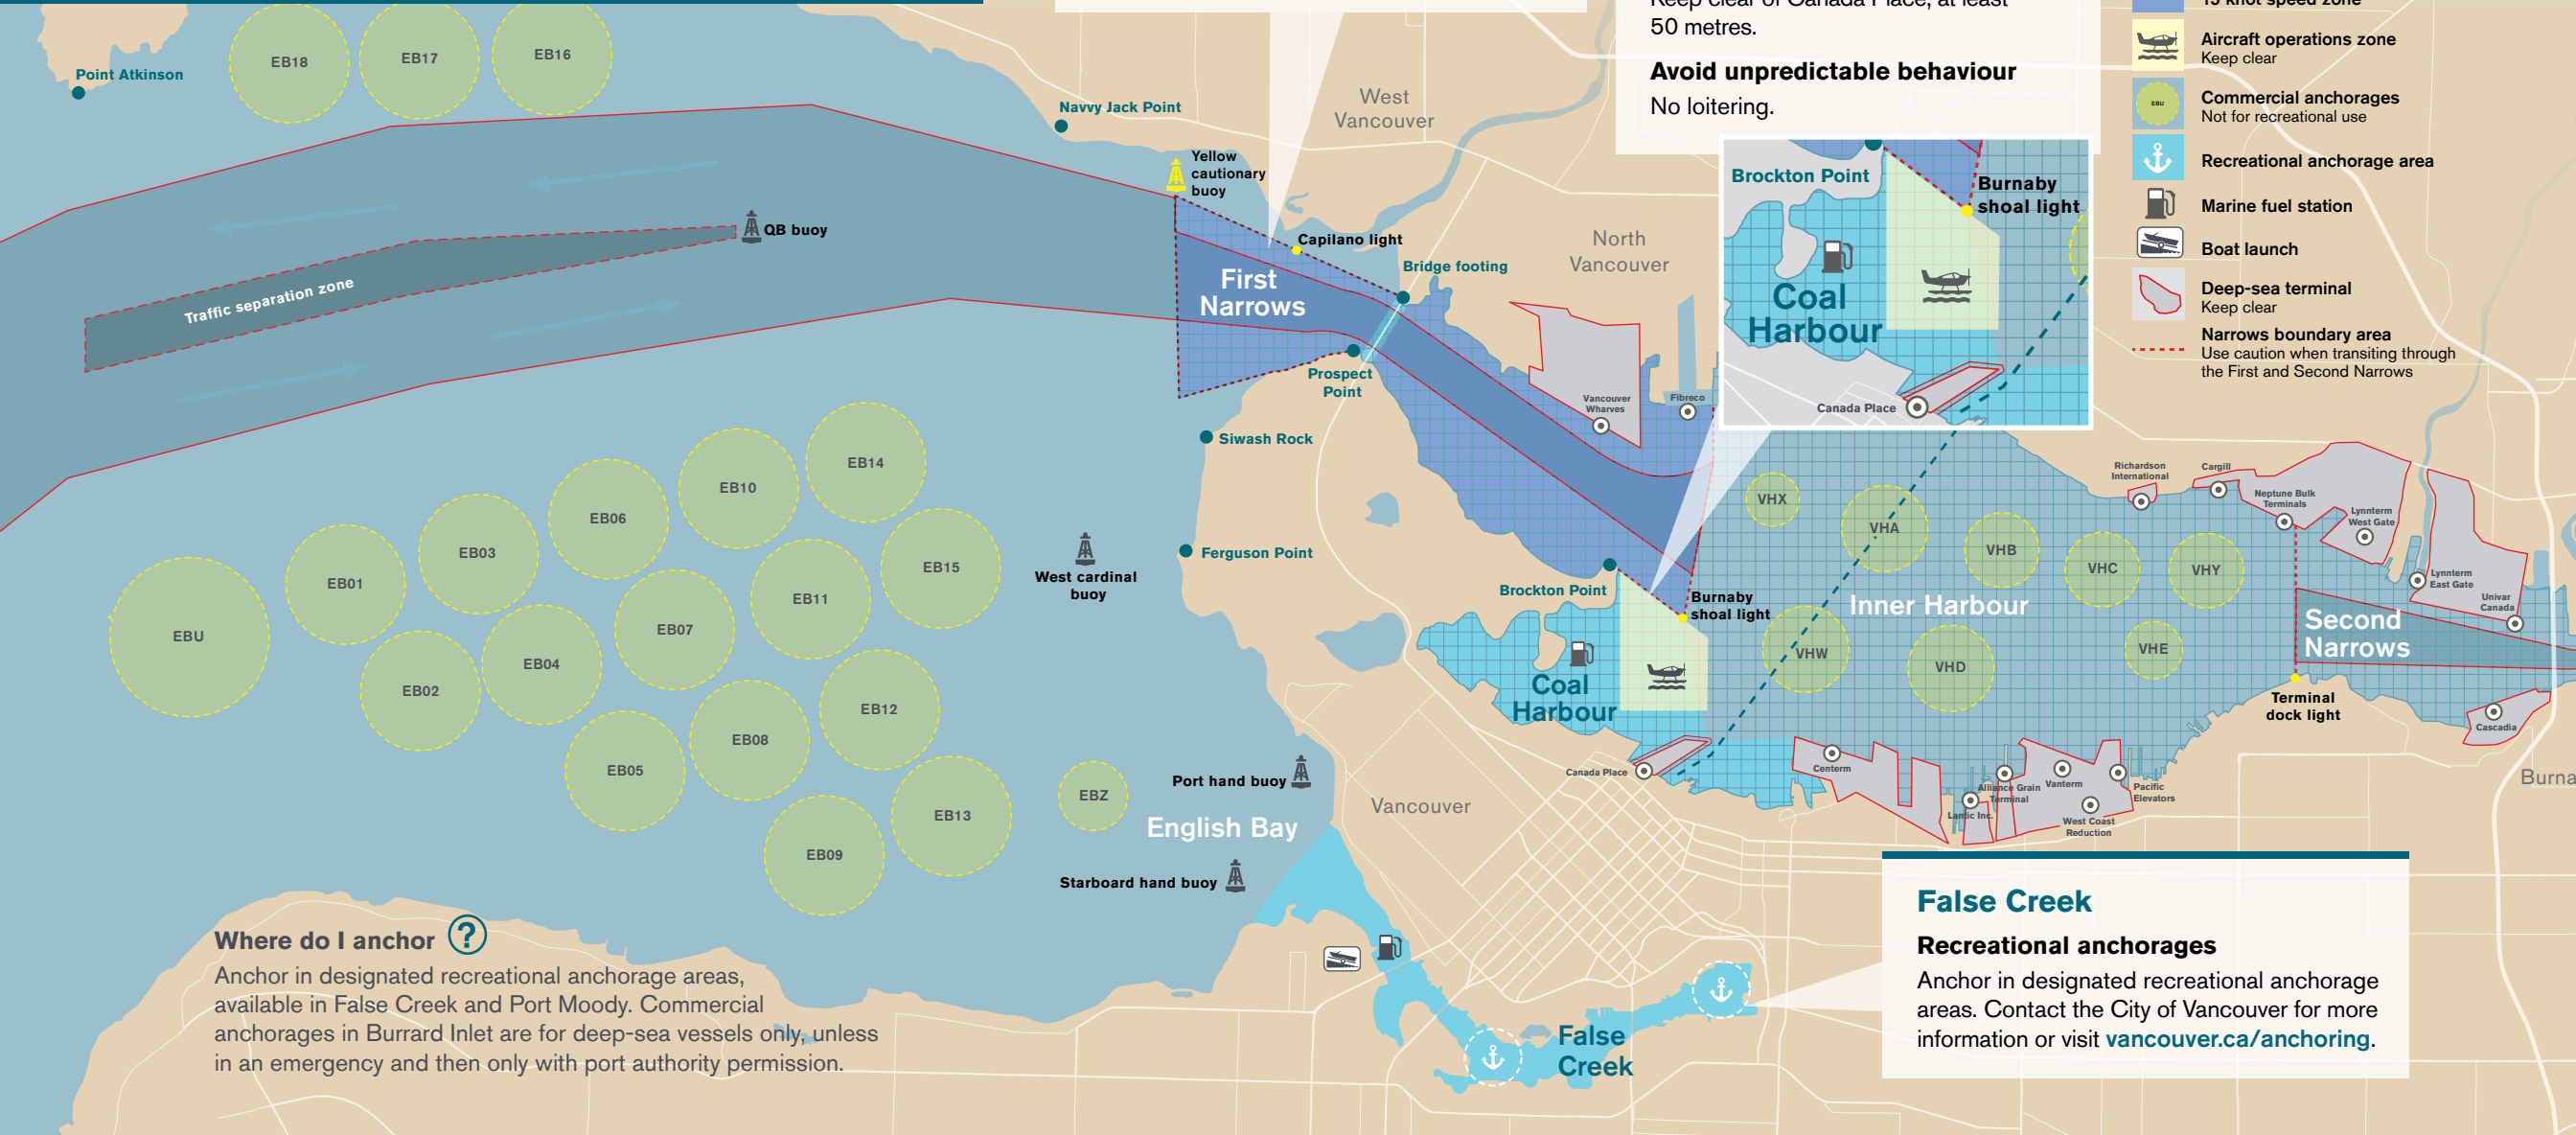 Keep clear of Canada Place, at least
50 metres.
Avoid unpredictable behaviour
No loitering.
15 knot speed zone
Aircraft operations zone
Keep clear
EBU
Commercial anchorages
Not for recreational use
Recreational anchorage area
Marine fuel station
Boat launch
Deep-sea terminal
Keep clear
Narrows boundary area
Use caution when transiting through
the First and Second Narrows
Brockton Point
Burnaby
shoal light
Coal
Harbour
Canada Place
Point Atkinson
EB18
EB17
EB16
Navvy Jack Point
West
Vancouver
Yellow
cautionary
buoy
QB buoy
Traffic separation zone
Capilano light
Bridge footing
North
Vancouver
First
Narrows
Prospect
Point
Vancouver
Wharves
Fibreco
Siwash Rock
Ferguson Point
West cardinal
buoy
EB14
EB10
EB06
EB03
EB01
EBU
EB15
EB11
EB07
EB04
EB02
EB12
EB08
EB05
EB13
EB09
EBZ
Port hand buoy
English Bay
Starboard hand buoy
Vancouver
Brockton Point
Burnaby
shoal light
Coal
Harbour
Canada Place
VHX
VHA
VHB
VHC
VHY
Inner Harbour
VHW
VHD
VHE
Richardson
International
Cargill
Neptune Bulk
Terminals
Lynnterm
West Gate
Lynnterm
East Gate
Univar
Canada
Second
Narrows
Terminal
dock light
Cascadia
Burna
Centerm
Alliance Grain
Terminal
Lantic Inc.
Vanterm
Pacific
Elevators
West Coast
Reduction
False
Creek
Where do I anchor ?
Anchor in designated recreational anchorage areas,
available in False Creek and Port Moody. Commercial
anchorages in Burrard Inlet are for deep-sea vessels only, unless
in an emergency and then only with port authority permission.
False Creek
Recreational anchorages
Anchor in designated recreational anchorage
areas. Contact the City of Vancouver for more
information or visit vancouver.ca/anchoring.